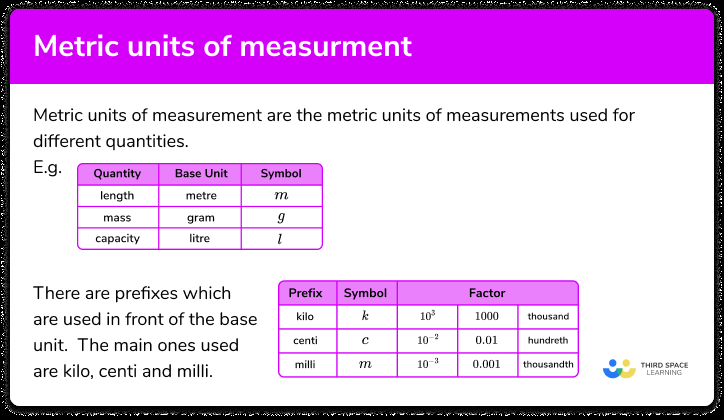 Metric units of measurment
Metric units of measurement are the metric units of measurements used for
different quantities.
E.g.
Quantity Base Unit Symbol
length metre m
mass gram g
capacity litre l
There are prefixes which
are used in front of the base
unit. The main ones used
are kilo, centi and milli.
Prefix Symbol Factor
kilo k 10³ 1000 thousand
centi c 10⁻² 0.01 hundreth
milli m 10⁻³ 0.001 thousandth
THIRD SPACE
LEARNING